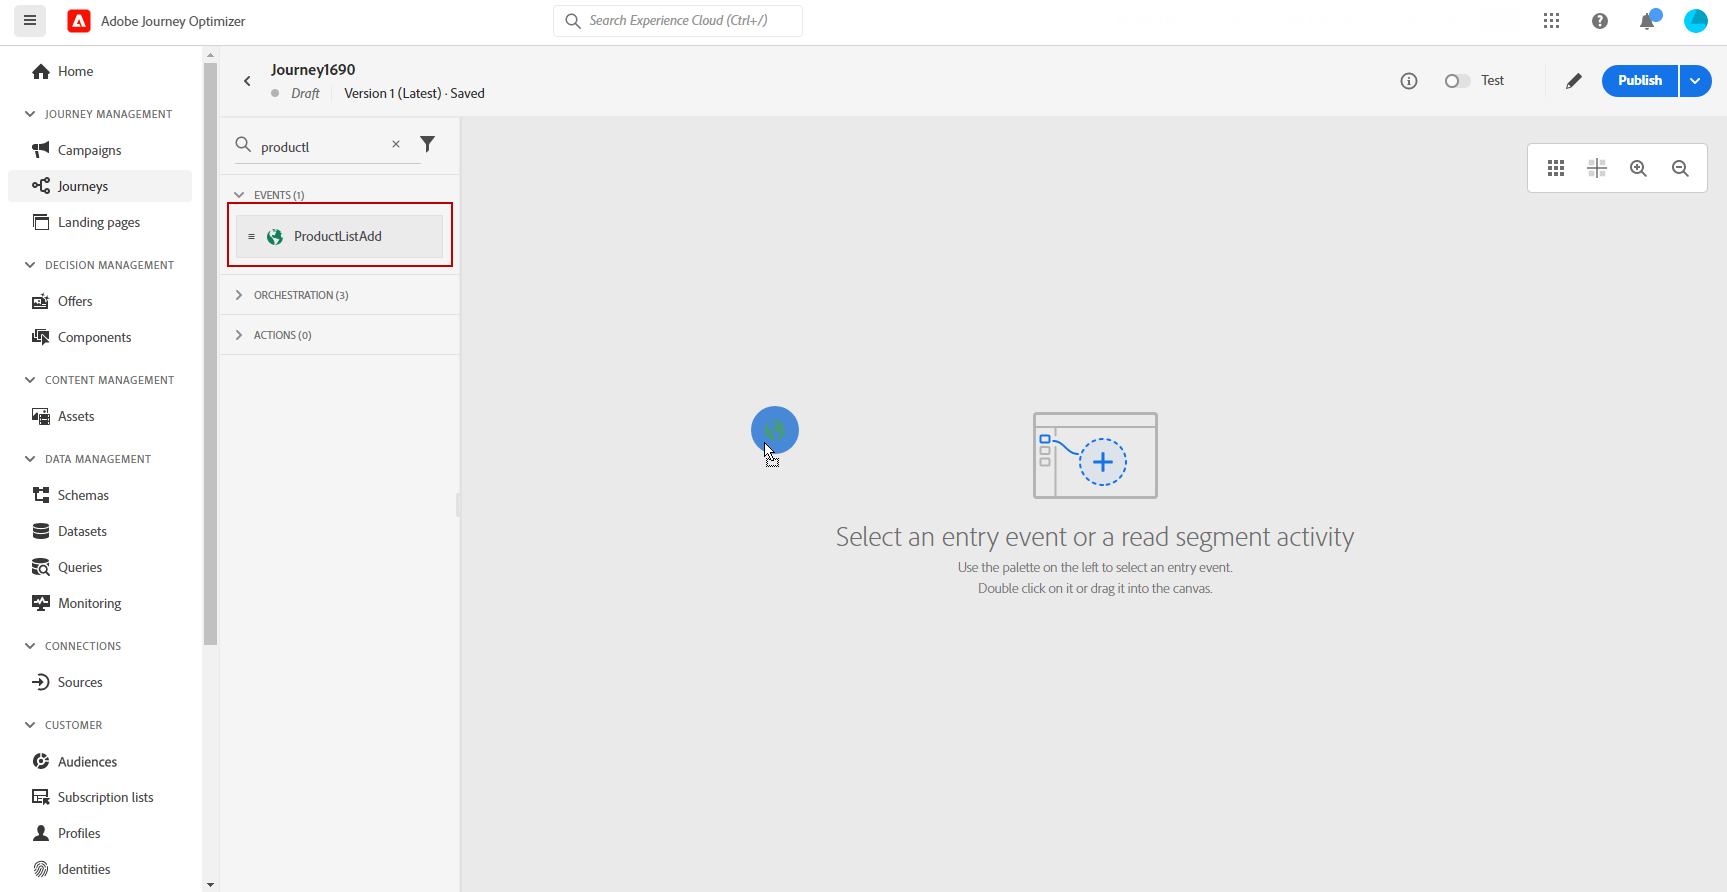 Adobe Journey Optimizer
Search Experience Cloud (Ctrl+/)
Home
JOURNEY MANAGEMENT
Campaigns
Journeys
Landing pages
DECISION MANAGEMENT
Offers
Components
CONTENT MANAGEMENT
Assets
DATA MANAGEMENT
Schemas
Datasets
Queries
Monitoring
CONNECTIONS
Sources
CUSTOMER
Audiences
Subscription lists
Profiles
Identities
Journey1690
Draft
Version 1 (Latest) · Saved
Test
Publish
productl
EVENTS (1)
ProductListAdd
ORCHESTRATION (3)
ACTIONS (0)
Select an entry event or a read segment activity
Use the palette on the left to select an entry event.
Double click on it or drag it into the canvas.